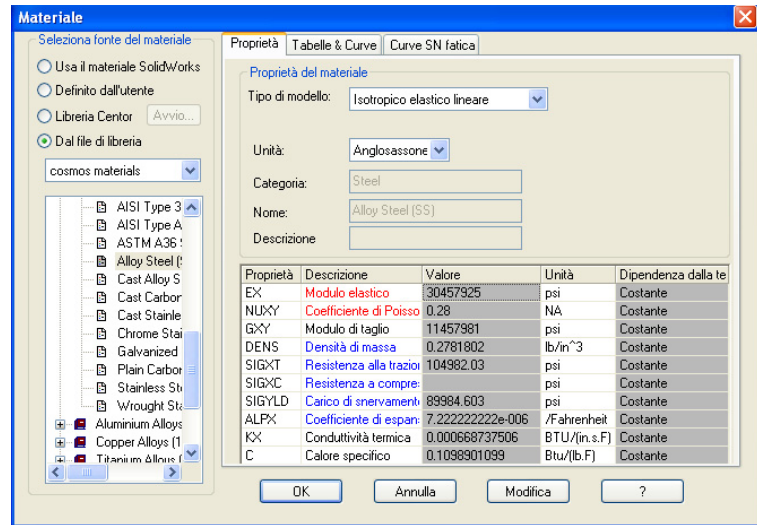 Materiale
Seleziona fonte del materiale
Usa il materiale SolidWorks
Definito dall'utente
Libreria Centor Avvio...
Dal file di libreria
cosmos materials
AISI Type 3
AISI Type A
ASTM A36
Alloy Steel (
Cast Alloy S
Cast Carbor
Cast Stainle
Chrome Stai
Galvanized
Plain Carbor
Stainless Ste
Wrought Sta
Aluminium Alloys
Copper Alloys (1
Titanium Alloys (
Proprietà Tabelle & Curve Curve SN fatica
Proprietà del materiale
Tipo di modello: Isotropico elastico lineare
Unità: Anglosassone
Categoria: Steel
Nome: Alloy Steel (SS)
Descrizione
Proprietà Descrizione Valore Unità Dipendenza dalla te
EX Modulo elastico 30457925 psi Costante
NUXY Coefficiente di Poisso 0.28 NA Costante
GXY Modulo di taglio 11457981 psi Costante
DENS Densità di massa 0.2781802 lb/in^3 Costante
SIGXT Resistenza alla trazior 104982.03 psi Costante
SIGXC Resistenza a compre: psi Costante
SIGYLD Carico di snervament 89984.603 psi Costante
ALPX Coefficiente di espan: 7.222222222e-006 /Fahrenheit Costante
KX Conduttività termica 0.000668737506 BTU/(in.s.F) Costante
C Calore specifico 0.1098901099 Btu/(lb.F) Costante
OK Annulla Modifica ?